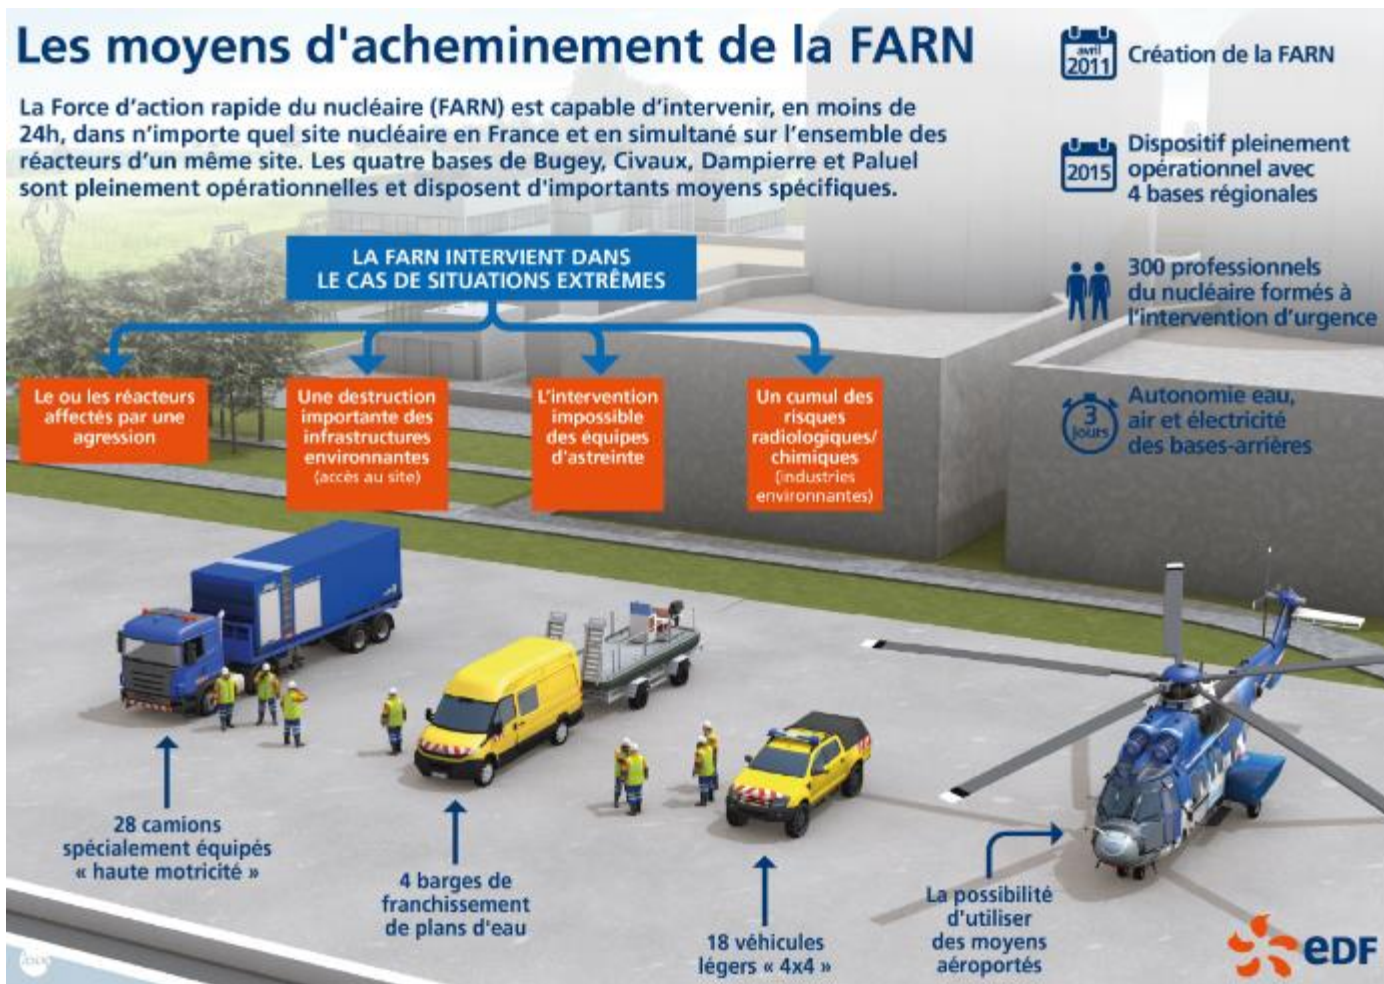 Les moyens d'acheminement de la FARN
La Force d’action rapide du nucléaire (FARN) est capable d’intervenir, en moins de
24h, dans n’importe quel site nucléaire en France et en simultané sur l’ensemble des
réacteurs d’un même site. Les quatre bases de Bugey, Civaux, Dampierre et Paluel
sont pleinement opérationnelles et disposent d'importants moyens spécifiques.
avril
2011
Création de la FARN
2015
Dispositif pleinement
opérationnel avec
4 bases régionales
300 professionnels
du nucléaire formés à
l’intervention d’urgence
3
jours
Autonomie eau,
air et électricité
des bases-arrières
LA FARN INTERVIENT DANS
LE CAS DE SITUATIONS EXTRÊMES
Le ou les réacteurs
affectés par une
agression
Une destruction
importante des
infrastructures
environnantes
(accès au site)
L’intervention
impossible
des équipes
d'astreinte
Un cumul des
risques
radiologiques/
chimiques
(industries
environnantes)
28 camions
spécialement équipés
« haute motricité »
4 barges de
franchissement
de plans d'eau
18 véhicules
légers « 4x4 »
La possibilité
d'utiliser
des moyens
aéroportés
eDF